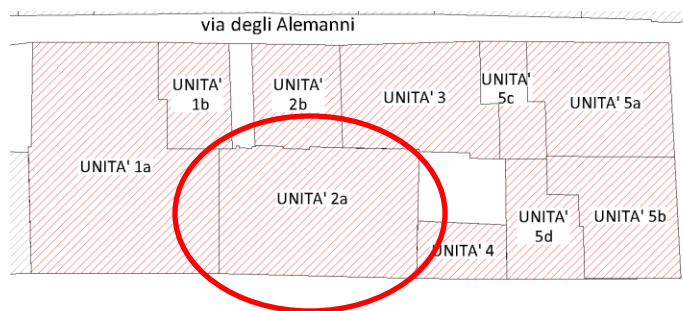 via degli Alemanni
UNITA'
1b
UNITA'
2b
UNITA' 3
UNITA'
5c
UNITA' 5a
UNITA' 1a
UNITA' 2a
UNITA' 4
UNITA'
5d
UNITA' 5b